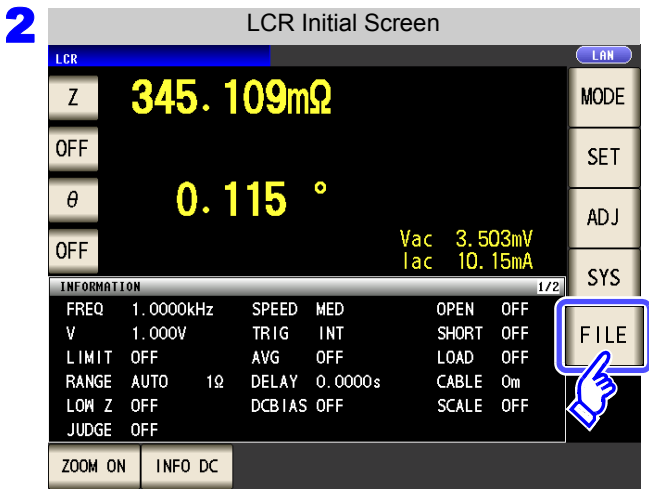 2
LCR Initial Screen
LCR
LAN
Z
345.109mΩ
MODE
OFF
SET
θ
0.115 °
ADJ
OFF
Vac 3.503mV
Iac 10.15mA
SYS
INFORMATION 1/2
FREQ 1.0000kHz SPEED MED OPEN OFF
V 1.000V TRIG INT SHORT OFF
FILE
LIMIT OFF AVG OFF LOAD OFF
RANGE AUTO 1Ω DELAY 0.0000s CABLE 0m
LOW Z OFF DCBIAS OFF SCALE OFF
JUDGE OFF
ZOOM ON INFO DC